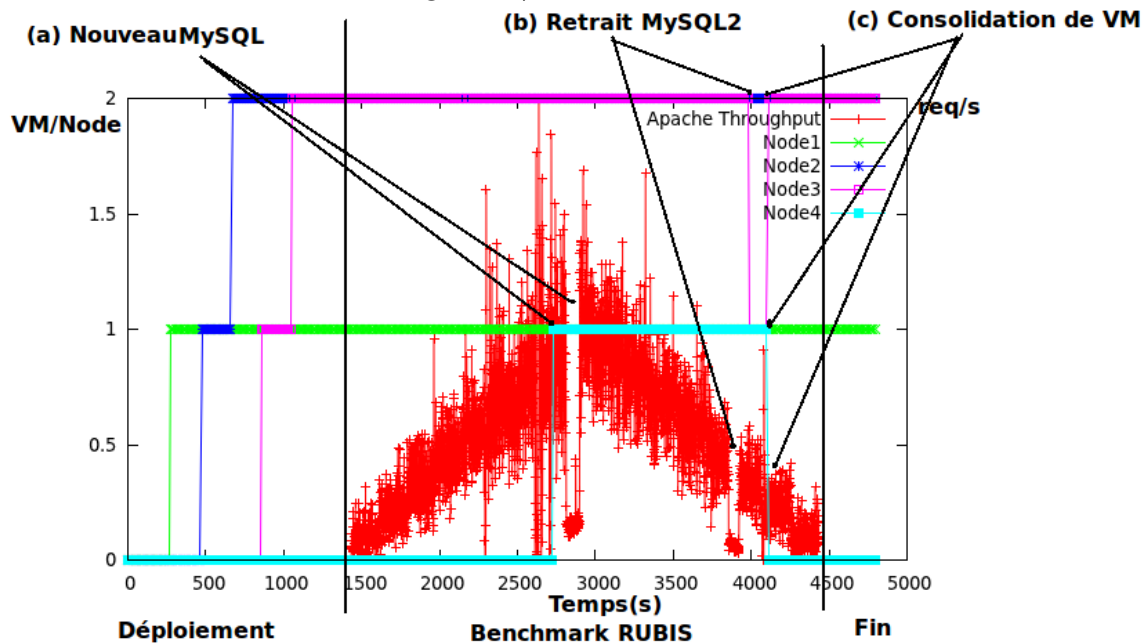 (b) Retrait MySQL2
(c) Consolidation de VM
(a) NouveauMySQL
2
VM/Node
req/s
Apache Throughput
Node1
Node2
1.5
Node3
Node4
1
0.5
0
0 500 1000 1500 2000 2500 3000 3500 4000 4500 5000
Temps(s)
Déploiement
Benchmark RUBIS
Fin